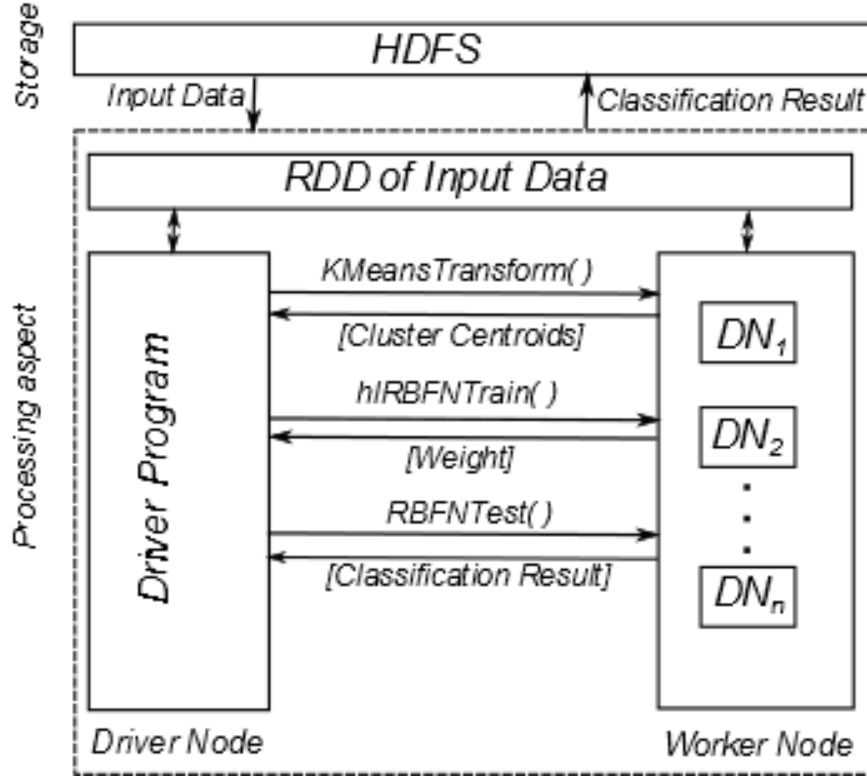 Storage
HDFS
Input Data
Classification Result
RDD of Input Data
Processing aspect
Driver Program
KMeansTransform( )
[Cluster Centroids]
hIRBFNTrain( )
[Weight]
RBFNTest( )
[Classification Result]
DN1
DN2
DNn
Driver Node
Worker Node